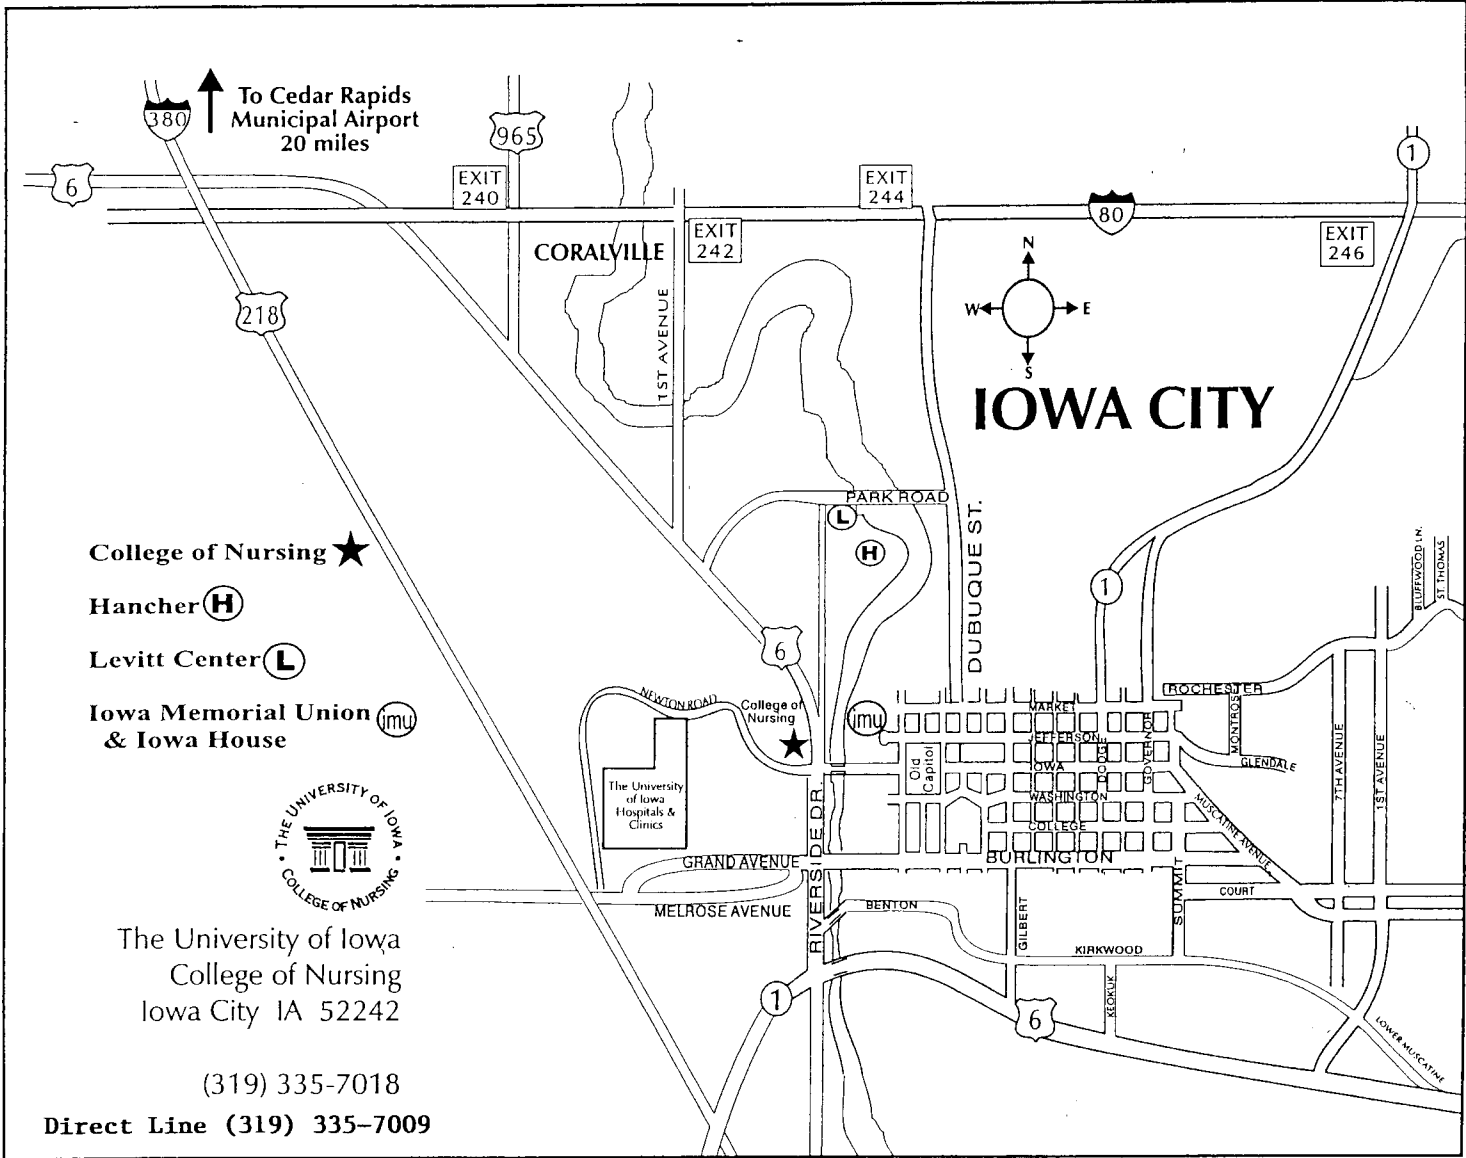 380
To Cedar Rapids
Municipal Airport
20 miles
965
1
6
EXIT
240
EXIT
244
80
EXIT
242
EXIT
246
CORALVILLE
N
W
E
S
218
1ST AVENUE
IOWA CITY
PARK ROAD
L
H
DUBUQUE ST.
College of Nursing
Hancher H
Levitt Center L
Iowa Memorial Union imu
& Iowa House
1
BLUFFWOOD LN.
ST. THOMAS
6
NEWTON ROAD
College of
Nursing
imu
ROCHESTER
MARKET
JEFFERSON
IOWA
WASHINGTON
COLLEGE
BURLINGTON
Old
Capitol
DODGE
GOVERNOR
MONTROSE
GLENDALE
7TH AVENUE
1ST AVENUE
MUSCATINE AVENUE
The University
of Iowa
Hospitals &
Clinics
RIVERSIDE DR.
GRAND AVENUE
MELROSE AVENUE
BENTON
GILBERT
SUMMIT
COURT
KIRKWOOD
KEOKUK
1
6
LOWER MUSCATINE
• THE UNIVERSITY OF IOWA •
COLLEGE OF NURSING
The University of Iowa
College of Nursing
Iowa City IA 52242
(319) 335-7018
Direct Line (319) 335-7009